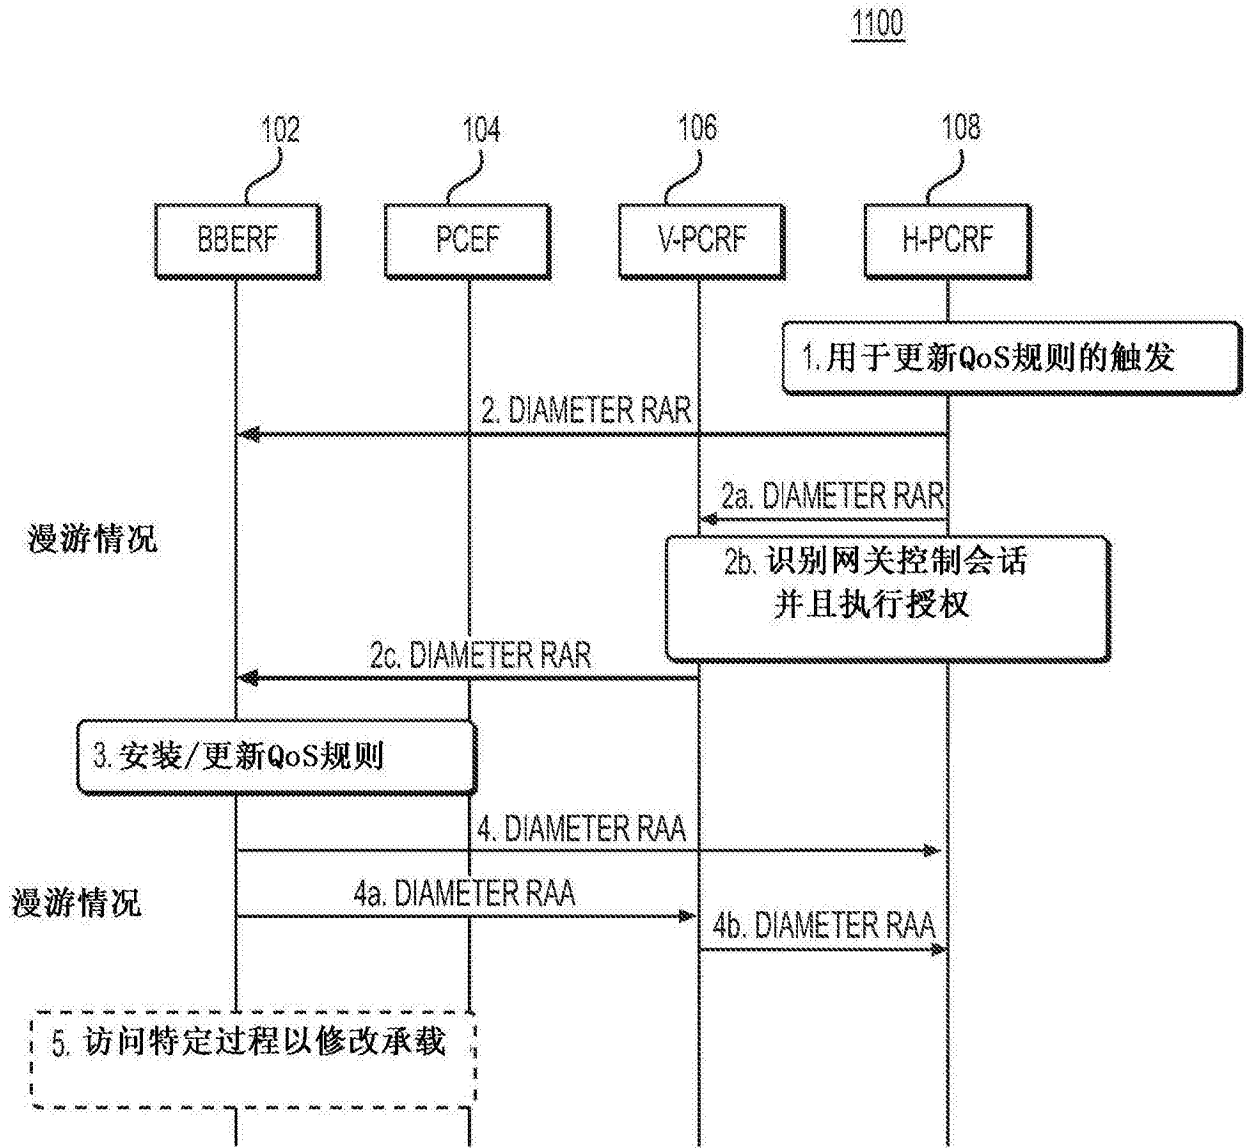 1100
102
104
106
108
BBERF
PCEF
V-PCRF
H-PCRF
1. 用于更新QoS规则的触发
2. DIAMETER RAR
2a. DIAMETER RAR
漫游情况
2b. 识别网关控制会话
并且执行授权
2c. DIAMETER RAR
3. 安装/更新QoS规则
4. DIAMETER RAA
漫游情况
4a. DIAMETER RAA
4b. DIAMETER RAA
5. 访问特定过程以修改承载